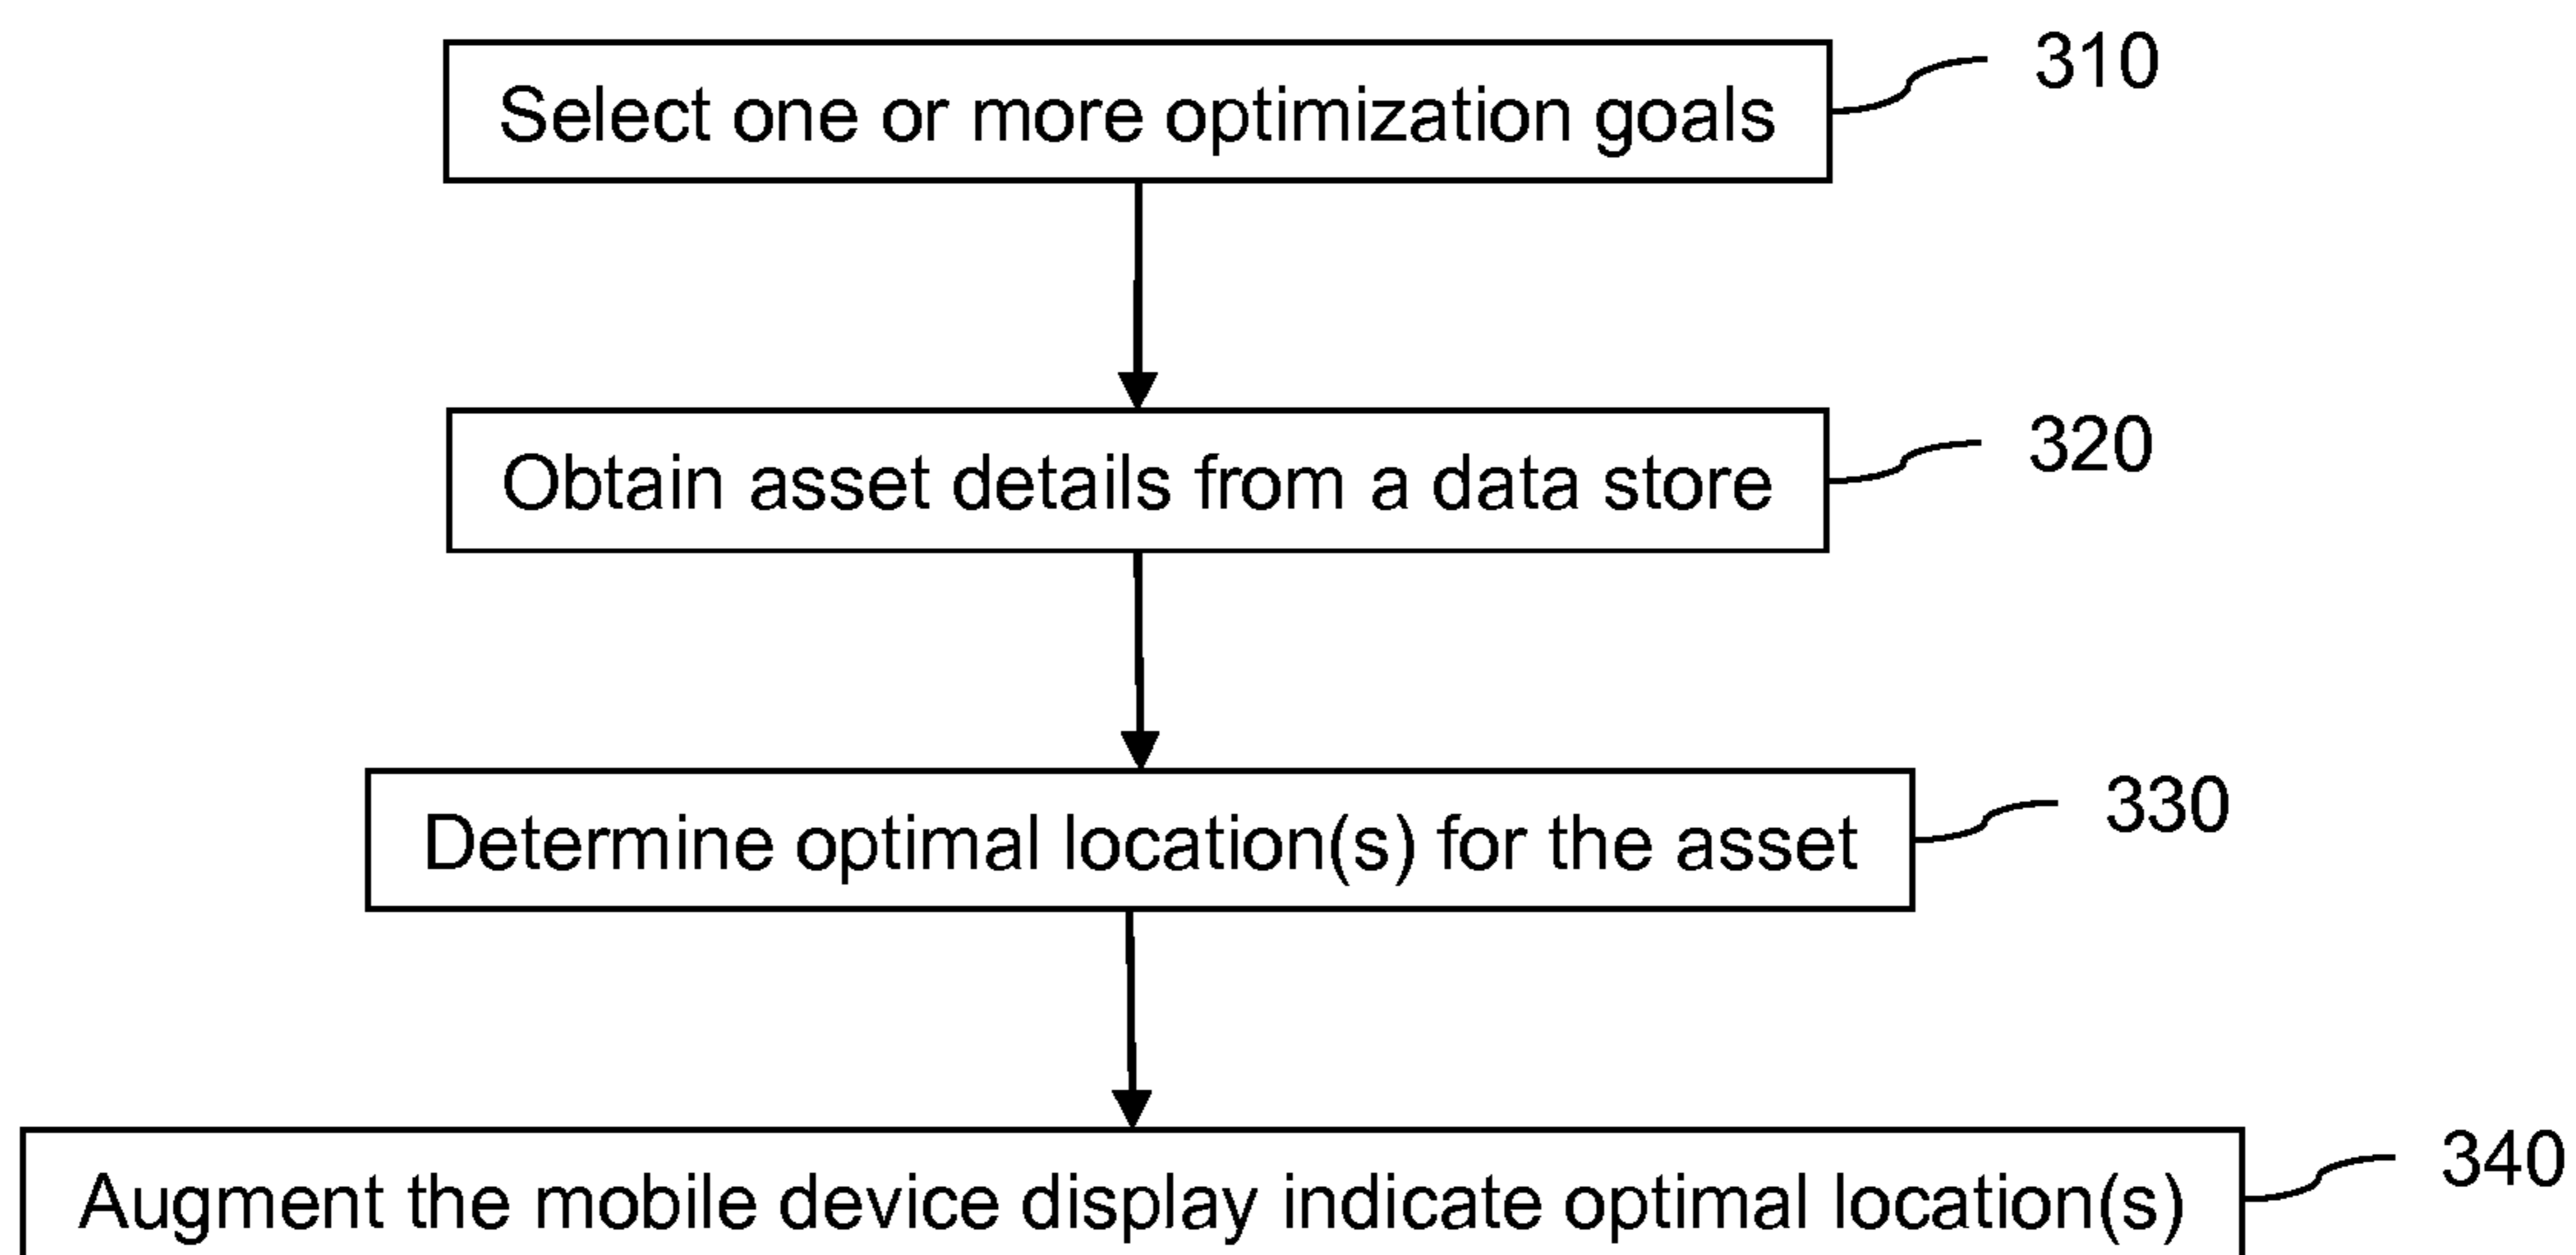 Select one or more optimization goals
310
Obtain asset details from a data store
320
Determine optimal location(s) for the asset
330
Augment the mobile device display indicate optimal location(s)
340